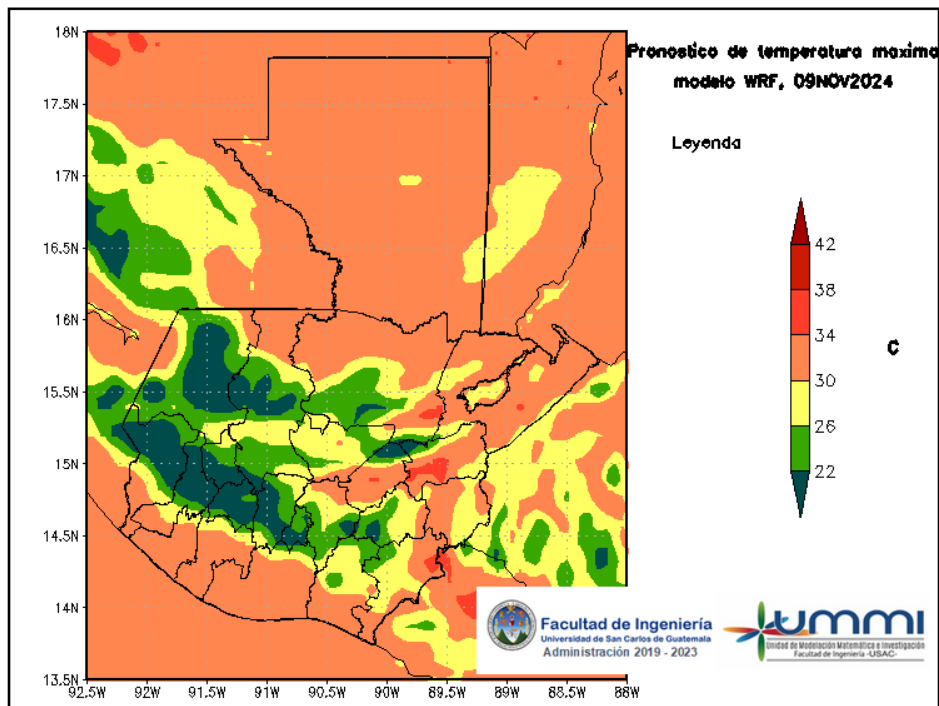 Pronostico de temperatura maxima
modelo WRF, 09NOV2024
Leyenda
42
38
34
30
26
22
C
18N
17.5N
17N
16.5N
16N
15.5N
15N
14.5N
14N
13.5N
92.5W 92W 91.5W 91W 90.5W 90W 89.5W 89W 88.5W 88W
Facultad de Ingeniería
Universidad de San Carlos de Guatemala
Administración 2019 - 2023
ummi
Unidad de Modelación Matemática e Investigación
Facultad de Ingeniería -USAC-